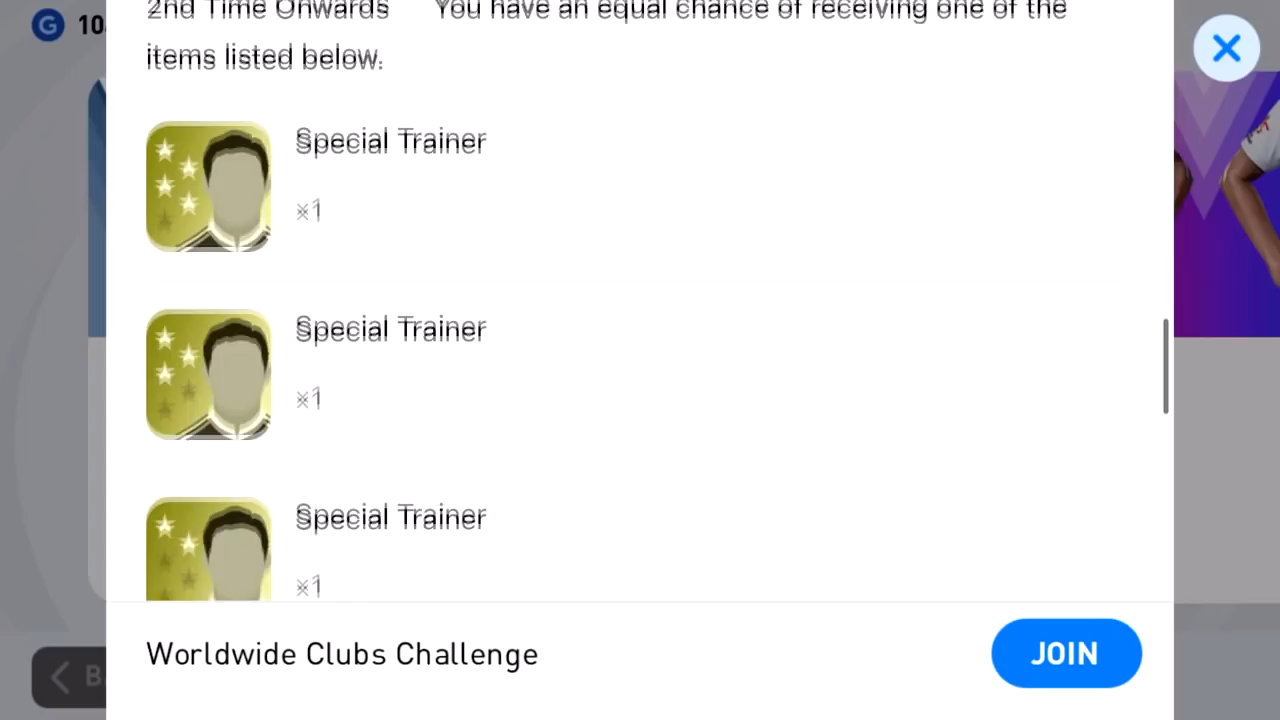 G 10
2nd Time Onwards You have an equal chance of receiving one of the
items listed below.
Special Trainer
×1
Special Trainer
×1
Special Trainer
×1
Worldwide Clubs Challenge
JOIN